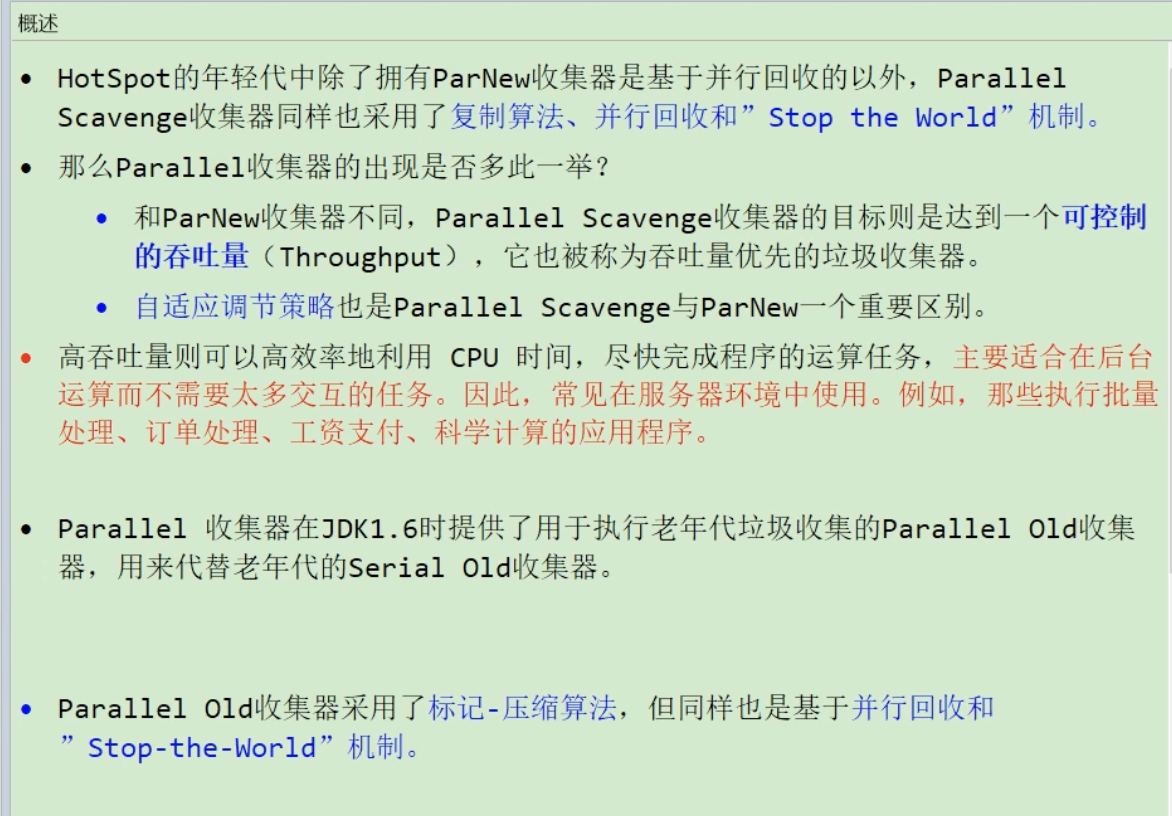 概述
• HotSpot的年轻代中除了拥有ParNew收集器是基于并行回收的以外，Parallel
Scavenge收集器同样也采用了复制算法、并行回收和”Stop the World”机制。
• 那么Parallel收集器的出现是否多此一举？
• 和ParNew收集器不同，Parallel Scavenge收集器的目标则是达到一个可控制
的吞吐量（Throughput），它也被称为吞吐量优先的垃圾收集器。
• 自适应调节策略也是Parallel Scavenge与ParNew一个重要区别。
• 高吞吐量则可以高效率地利用 CPU 时间，尽快完成程序的运算任务，主要适合在后台
运算而不需要太多交互的任务。因此，常见在服务器环境中使用。例如，那些执行批量
处理、订单处理、工资支付、科学计算的应用程序。
• Parallel 收集器在JDK1.6时提供了用于执行老年代垃圾收集的Parallel Old收集
器，用来代替老年代的Serial Old收集器。
• Parallel Old收集器采用了标记-压缩算法，但同样也是基于并行回收和
”Stop-the-World”机制。